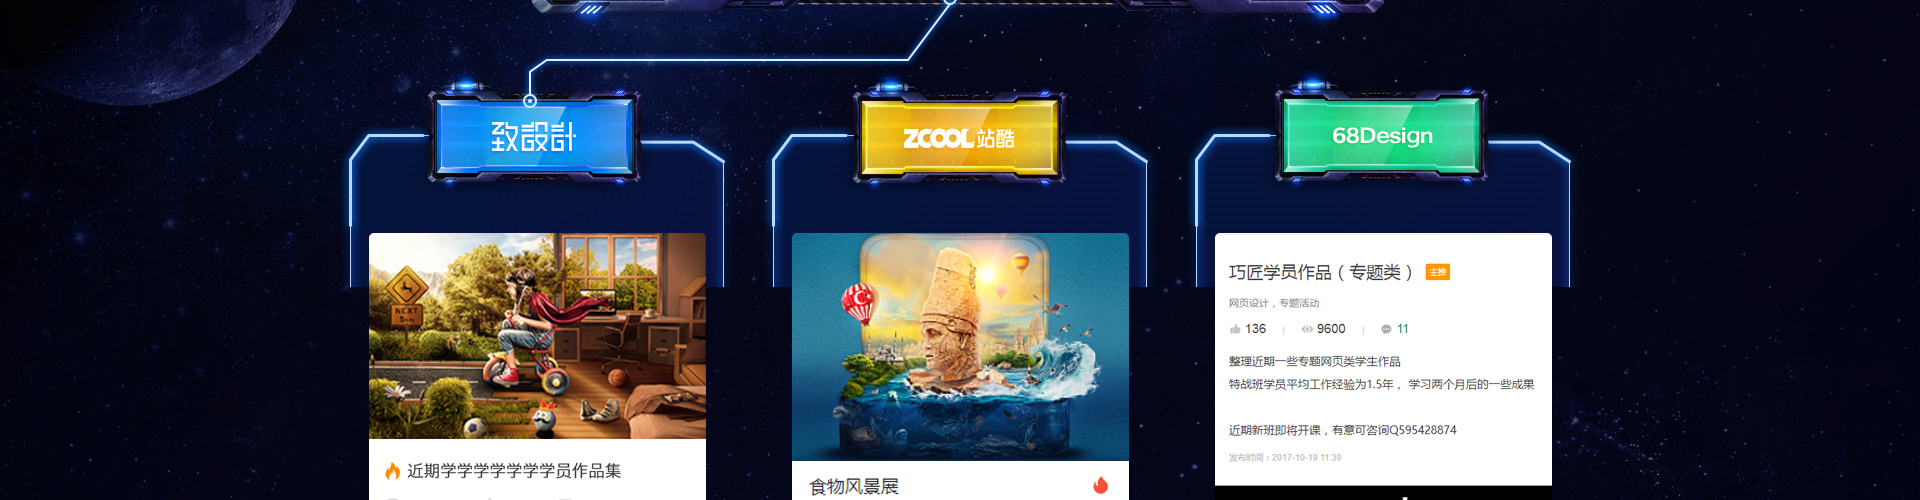 致設計
ZCOOL 站酷
68Design
NEXT
5km
近期学学学学学学学员作品集
食物风景展
巧匠学员作品（专题类） 主推
网页设计，专题活动
136 | 9600 | 11
整理近期一些专题网页类学生作品
特战班学员平均工作经验为1.5年， 学习两个月后的一些成果
近期新班即将开课，有意可咨询Q595428874
发布时间：2017-10-19 11:39